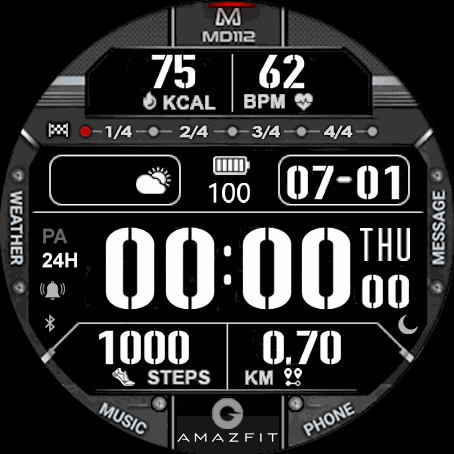 M
MD112
75 62
KCAL BPM
1/4 2/4 3/4 4/4
100
07-01
WEATHER
MESSAGE
PA
24H
00:00
THU
00
1000 0.70
STEPS KM
MUSIC
PHONE
G
AMAZFIT